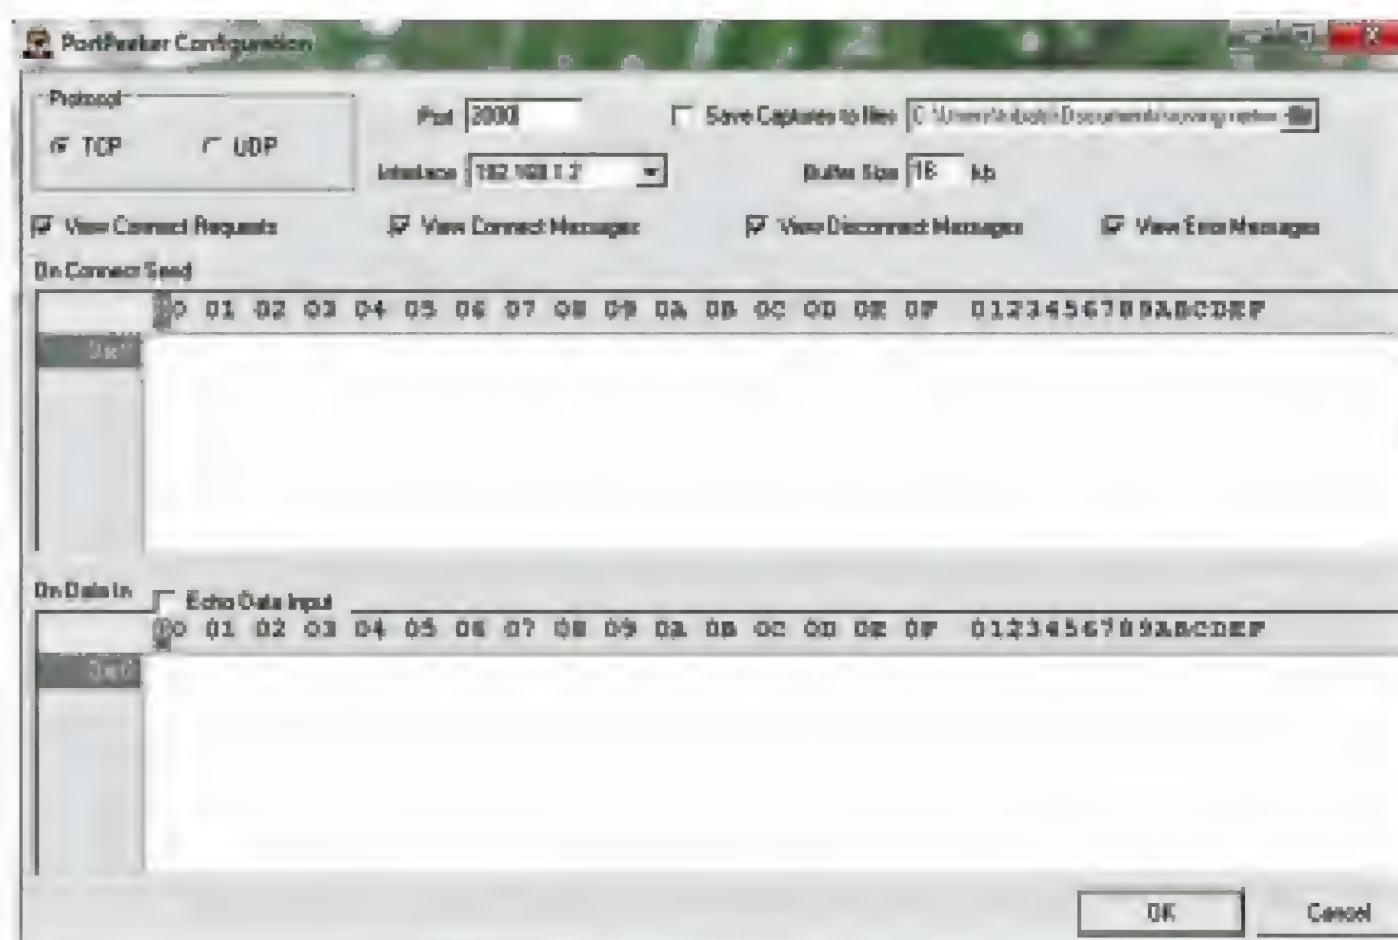 PortPeeker Configuration
Protocol
TCP UDP
Port 2000
Save Captures to files C:\Users\
Interface 192.168.1.2
Buffer Size 16 kb
View Connect Requests View Connect Messages View Disconnect Messages View Error Messages
On Connect Send
00 01 02 03 04 05 06 07 08 09 0A 0B 0C 0D 0E 0F 0123456789ABCDEF
0x0
On Data In Echo Data Input
00 01 02 03 04 05 06 07 08 09 0A 0B 0C 0D 0E 0F 0123456789ABCDEF
0x0
OK Cancel